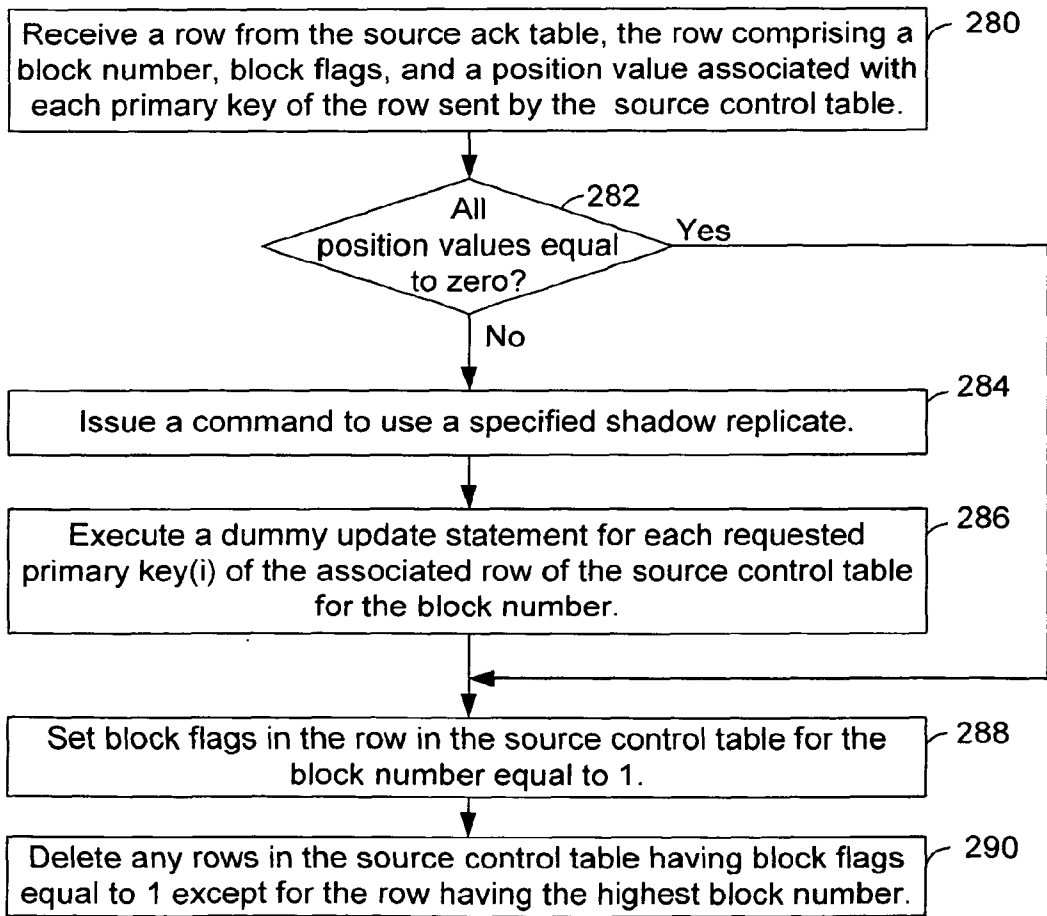 Receive a row from the source ack table, the row comprising a
block number, block flags, and a position value associated with
each primary key of the row sent by the source control table.
280
All
position values equal
to zero?
282
Yes
No
Issue a command to use a specified shadow replicate.
284
Execute a dummy update statement for each requested
primary key(i) of the associated row of the source control table
for the block number.
286
Set block flags in the row in the source control table for the
block number equal to 1.
288
Delete any rows in the source control table having block flags
equal to 1 except for the row having the highest block number.
290